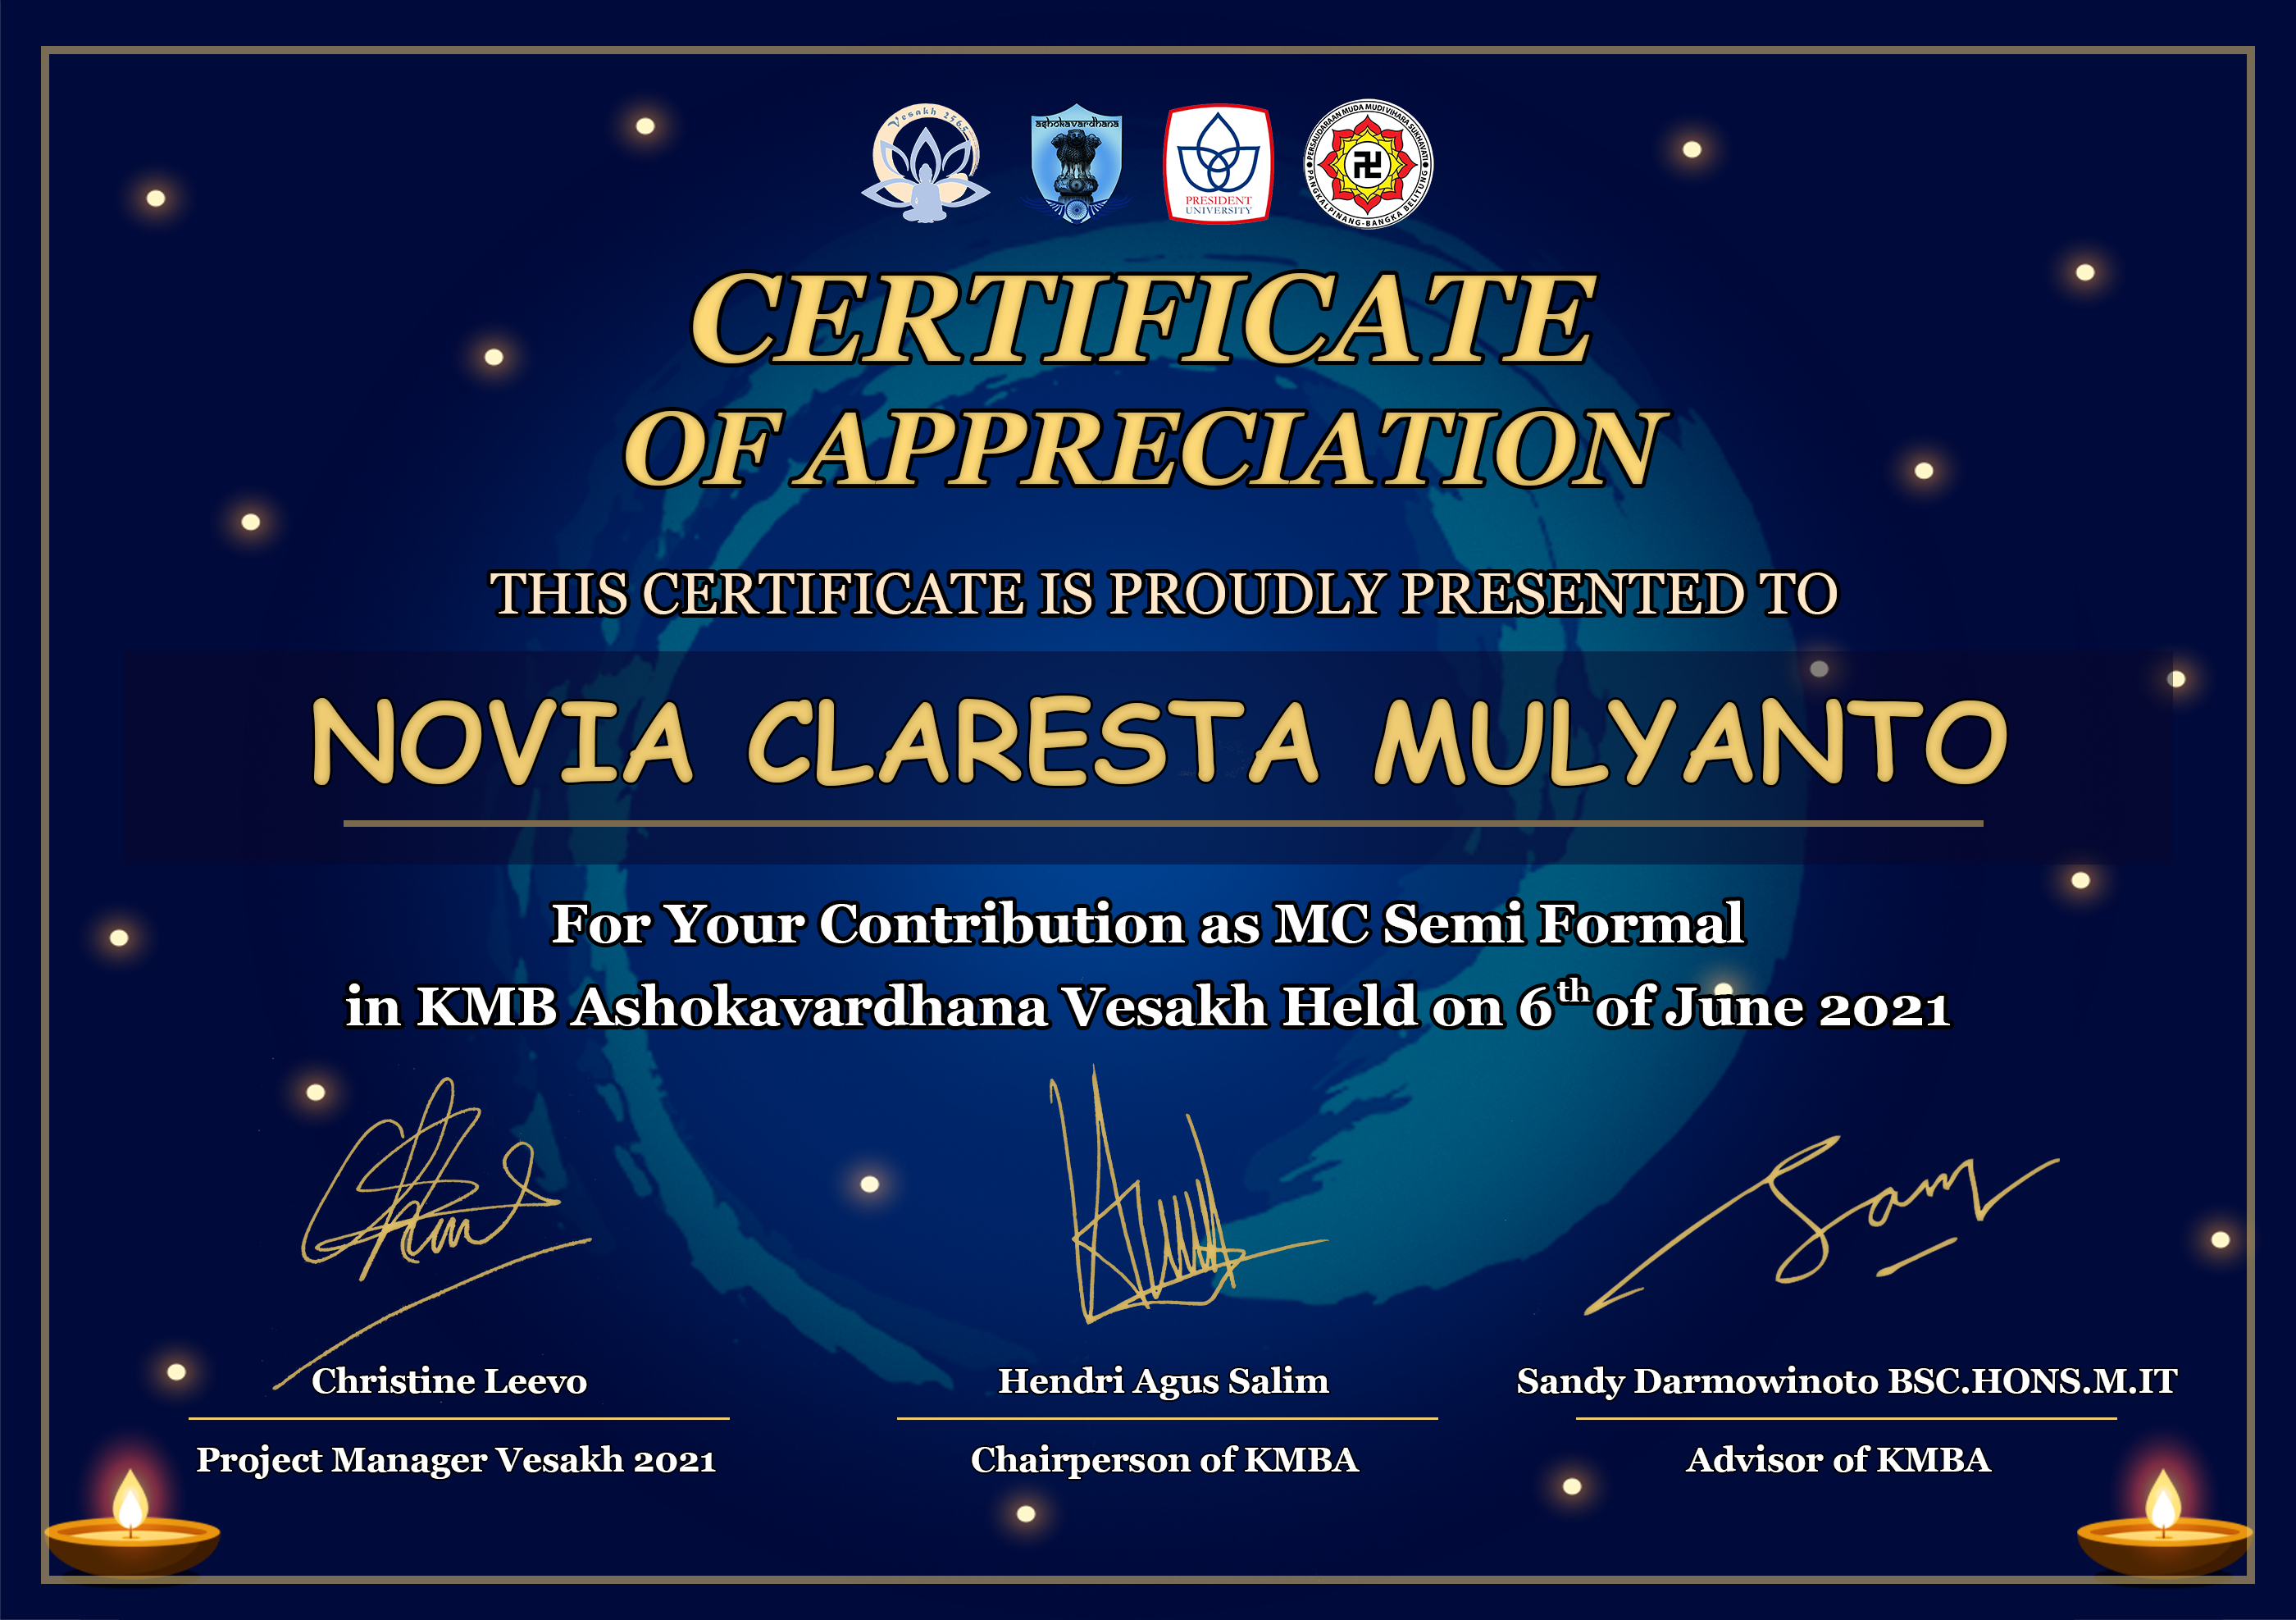 Vesakh 2565
ashokavardhana
PRESIDENT
UNIVERSITY
PERSAUDARAAN MUDA MUDI VIHARA SUKHAVATI
PANGKALPINANG-BANGKA BELITUNG
CERTIFICATE
OF APPRECIATION
THIS CERTIFICATE IS PROUDLY PRESENTED TO
NOVIA CLARESTA MULYANTO
For Your Contribution as MC Semi Formal
in KMB Ashokavardhana Vesakh Held on 6th of June 2021
Christine Leevo
Hendri Agus Salim
Sandy Darmowinoto BSC.HONS.M.IT
Project Manager Vesakh 2021
Chairperson of KMBA
Advisor of KMBA